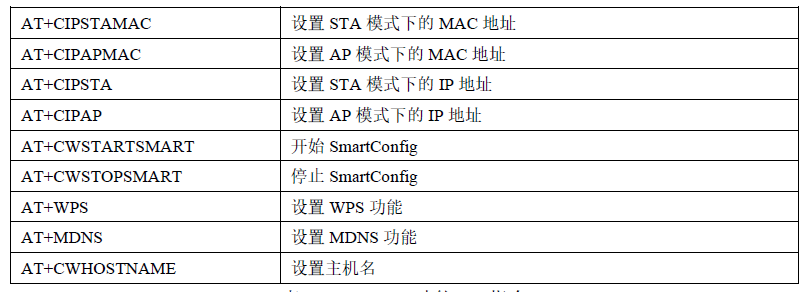 AT+CIPSTAMAC 设置 STA 模式下的 MAC 地址
AT+CIPAPMAC 设置 AP 模式下的 MAC 地址
AT+CIPSTA 设置 STA 模式下的 IP 地址
AT+CIPAP 设置 AP 模式下的 IP 地址
AT+CWSTARTSMART 开始 SmartConfig
AT+CWSTOPSMART 停止 SmartConfig
AT+WPS 设置 WPS 功能
AT+MDNS 设置 MDNS 功能
AT+CWHOSTNAME 设置主机名